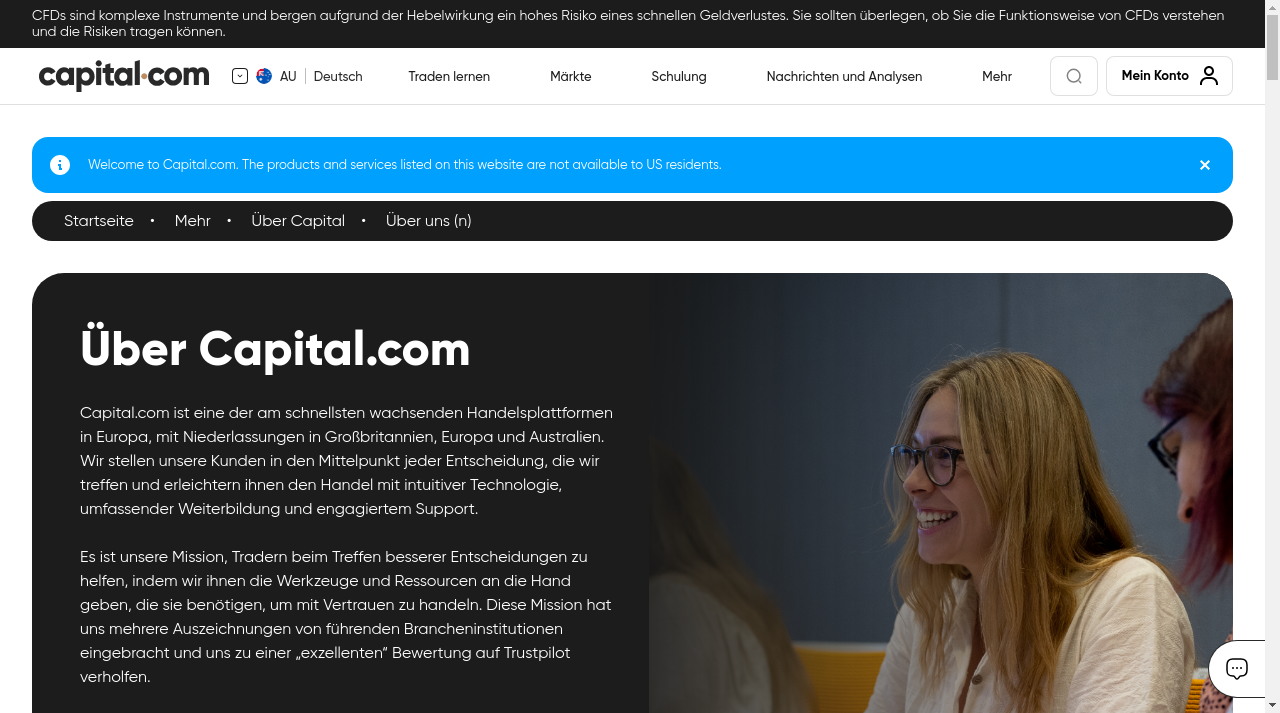 CFDs sind komplexe Instrumente und bergen aufgrund der Hebelwirkung ein hohes Risiko eines schnellen Geldverlustes. Sie sollten überlegen, ob Sie die Funktionsweise von CFDs verstehen
und die Risiken tragen können.
capital.com
AU
Deutsch
Traden lernen
Märkte
Schulung
Nachrichten und Analysen
Mehr
Mein Konto
Welcome to Capital.com. The products and services listed on this website are not available to US residents.
Startseite • Mehr • Über Capital • Über uns (n)
Über Capital.com
Capital.com ist eine der am schnellsten wachsenden Handelsplattformen
in Europa, mit Niederlassungen in Großbritannien, Europa und Australien.
Wir stellen unsere Kunden in den Mittelpunkt jeder Entscheidung, die wir
treffen und erleichtern ihnen den Handel mit intuitiver Technologie,
umfassender Weiterbildung und engagiertem Support.
Es ist unsere Mission, Tradern beim Treffen besserer Entscheidungen zu
helfen, indem wir ihnen die Werkzeuge und Ressourcen an die Hand
geben, die sie benötigen, um mit Vertrauen zu handeln. Diese Mission hat
uns mehrere Auszeichnungen von führenden Brancheninstitutionen
eingebracht und uns zu einer „exzellenten“ Bewertung auf Trustpilot
verholfen.